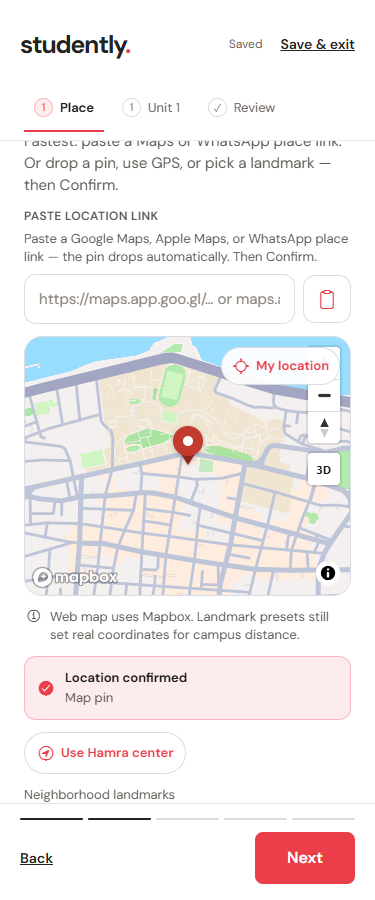 studently.
Saved
Save & exit
1 Place
1 Unit 1
✓ Review
Fastest: paste a Maps or WhatsApp place link.
Or drop a pin, use GPS, or pick a landmark —
then Confirm.
PASTE LOCATION LINK
Paste a Google Maps, Apple Maps, or WhatsApp place
link — the pin drops automatically. Then Confirm.
https://maps.app.goo.gl/… or maps.a
My location
3D
mapbox
Web map uses Mapbox. Landmark presets still
set real coordinates for campus distance.
Location confirmed
Map pin
Use Hamra center
Neighborhood landmarks
Back
Next